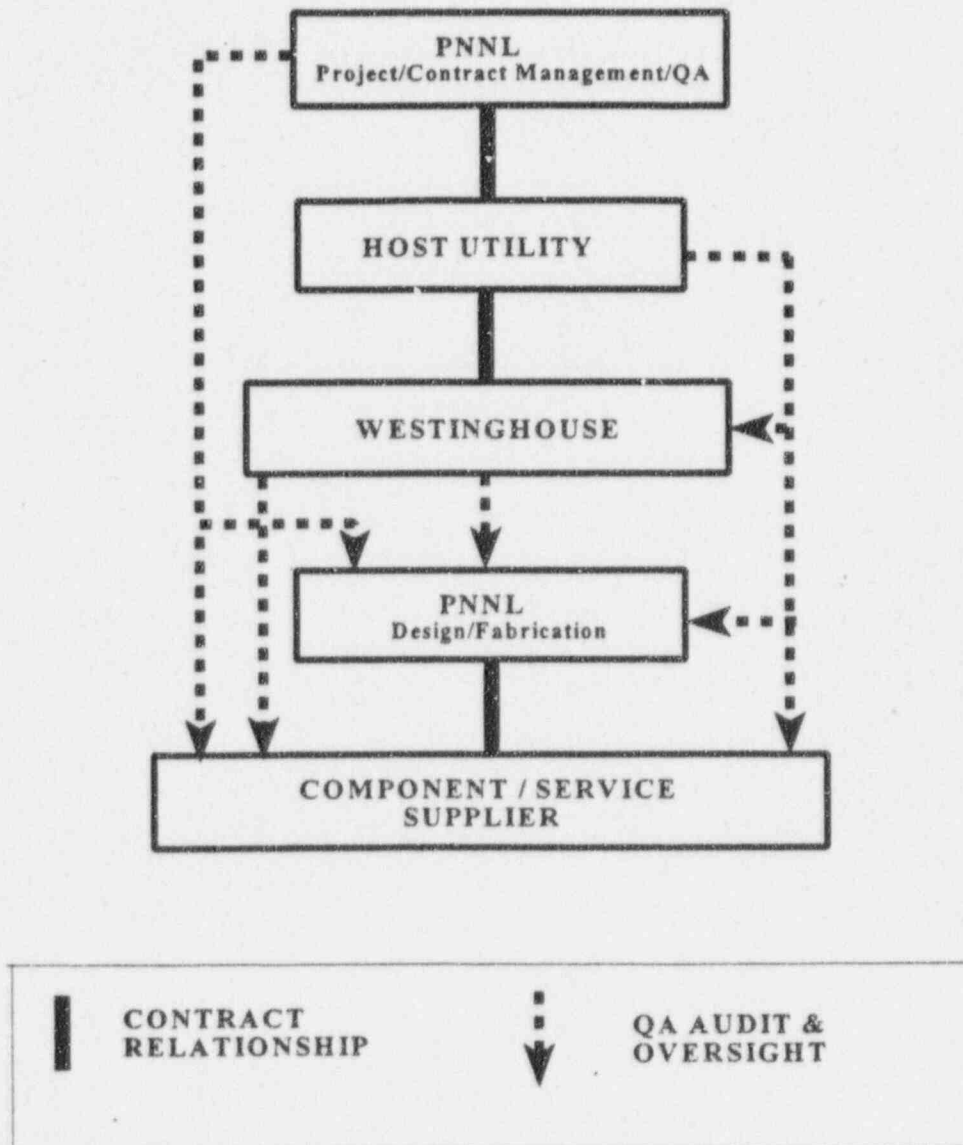 PNNL
Project/Contract Management/QA
HOST UTILITY
WESTINGHOUSE
PNNL
Design/Fabrication
COMPONENT / SERVICE
SUPPLIER
CONTRACT
RELATIONSHIP
QA AUDIT &
OVERSIGHT